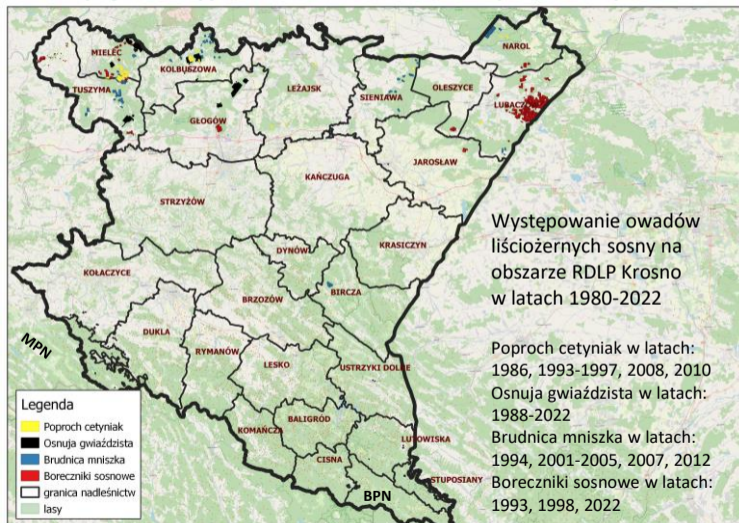 NAROL
MIELEC
KOLBUSZOWA
TUSZYMA
LEŻAJSK
SIENIAWA
OLESZYCE
GŁOGÓW
JAROSŁAW
KAŃCZUGA
STRZYŻÓW
KRASICZYN
DYNÓW
KOŁACZYCE
BIRCZA
BRZOZÓW
DUKLA
MPN
RYMANÓW
LESKO
USTRZYKI DOLNE
BALIGRÓD
KOMAŃCZA
LUTOWISKA
CISNA
STUPOSIANY
BPN
Występowanie owadów
liściożernych sosny na
obszarze RDLP Krosno
w latach 1980-2022
Poproch cetyniak w latach:
1986, 1993-1997, 2008, 2010
Osnuja gwiaździsta w latach:
1988-2022
Brudnica mniszka w latach:
1994, 2001-2005, 2007, 2012
Boreczniki sosnowe w latach:
1993, 1998, 2022
Legenda
Poproch cetyniak
Osnuja gwiaździsta
Brudnica mniszka
Boreczniki sosnowe
granica nadleśnictw
lasy